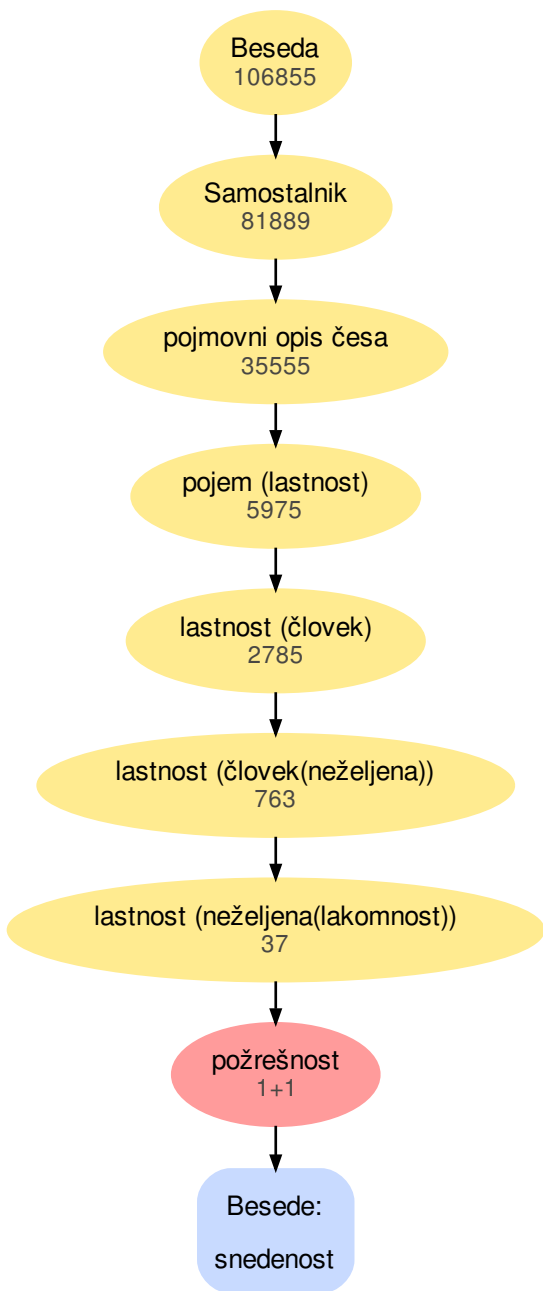 Beseda
106855
Samostalnik
81889
pojmovni opis česa
35555
pojem (lastnost)
5975
lastnost (človek)
2785
lastnost (človek(neželjena))
763
lastnost (neželjena(lakomnost))
37
požrešnost
1+1
Besede:
snedenost